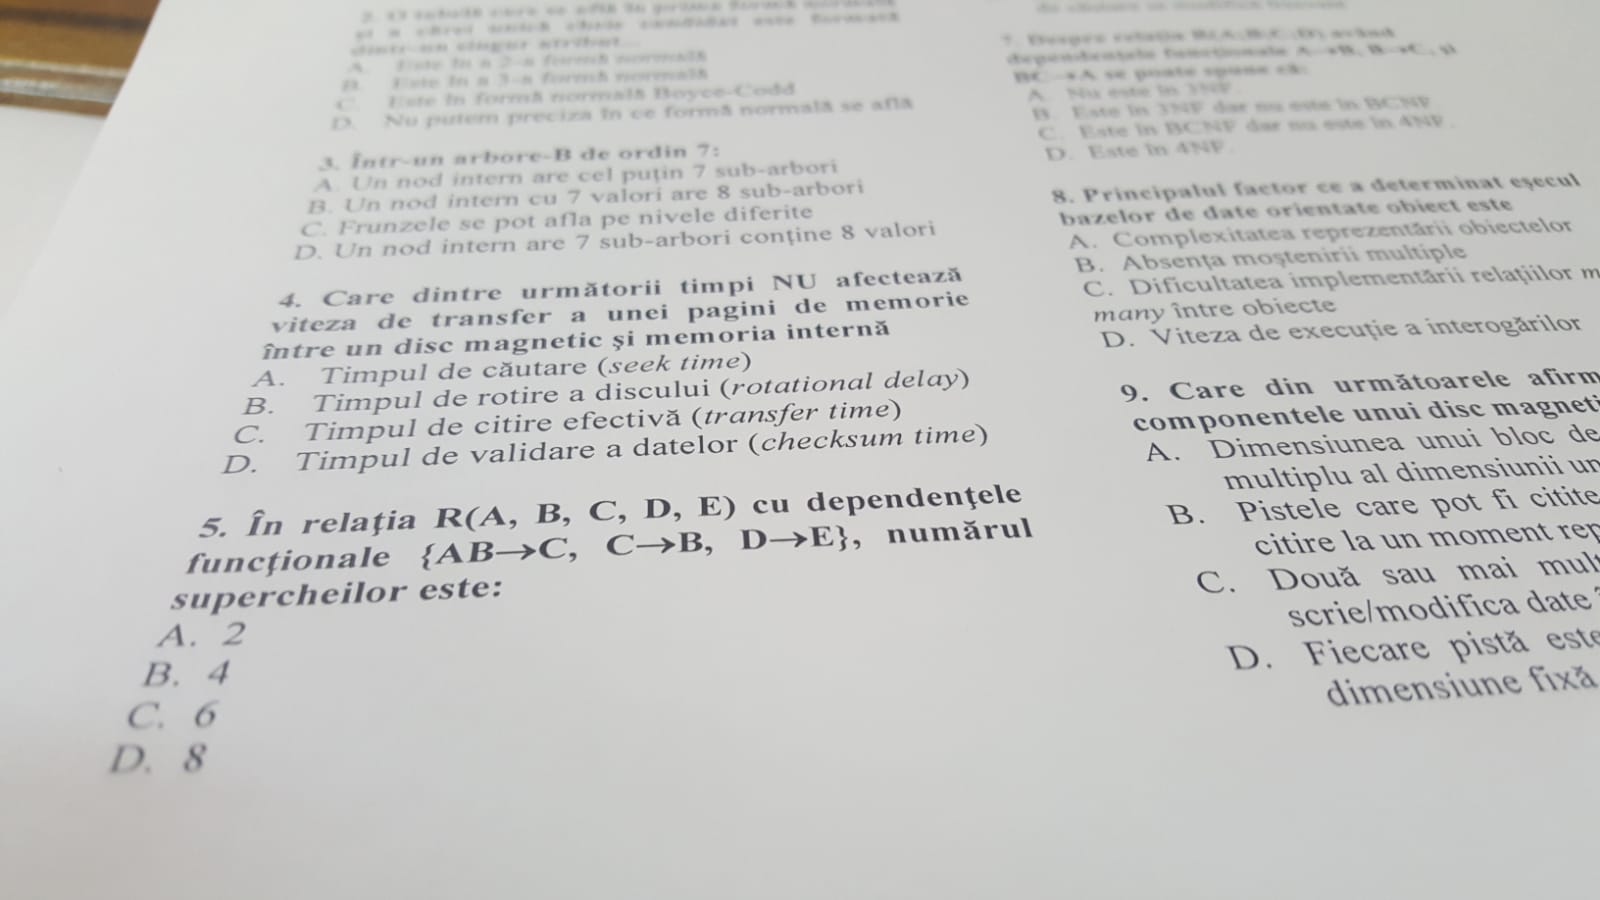 2. O tabelă care se află în prima formă normală
și a cărei unică cheie candidat este formată
dintr-un singur atribut...
A. Este în a 2-a formă normală
B. Este în a 3-a formă normală
C. Este în formă normală Boyce-Codd
D. Nu putem preciza în ce formă normală se află
3. Într-un arbore-B de ordin 7:
A. Un nod intern are cel puțin 7 sub-arbori
B. Un nod intern cu 7 valori are 8 sub-arbori
C. Frunzele se pot afla pe nivele diferite
D. Un nod intern are 7 sub-arbori conține 8 valori
4. Care dintre următorii timpi NU afectează
viteza de transfer a unei pagini de memorie
între un disc magnetic şi memoria internă
A. Timpul de căutare (seek time)
B. Timpul de rotire a discului (rotational delay)
C. Timpul de citire efectivă (transfer time)
D. Timpul de validare a datelor (checksum time)
5. În relaţia R(A, B, C, D, E) cu dependenţele
funcţionale {AB→C, C→B, D→E}, numărul
supercheilor este:
A. 2
B. 4
C. 6
D. 8
7. Despre relația R(A,B,C,D) având
dependențele funcționale A→B, B→C, și
BC→A se poate spune că:
A. Nu este în 3NF.
B. Este în 3NF dar nu este în BCNF.
C. Este în BCNF dar nu este în 4NF.
D. Este în 4NF.
8. Principalul factor ce a determinat eșecul
bazelor de date orientate obiect este
A. Complexitatea reprezentării obiectelor
B. Absența moștenirii multiple
C. Dificultatea implementării relațiilor m
many între obiecte
D. Viteza de execuție a interogărilor
9. Care din următoarele afirm
componentele unui disc magneti
A. Dimensiunea unui bloc de
multiplu al dimensiunii un
B. Pistele care pot fi citite
citire la un moment rep
C. Două sau mai mult
scrie/modifica date
D. Fiecare pistă este
dimensiune fixă